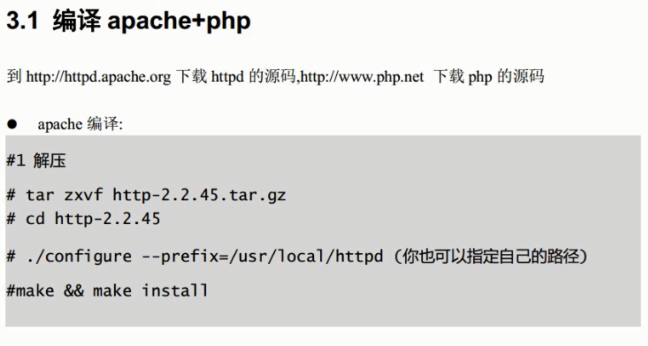 3.1 编译 apache+php
到 http://httpd.apache.org 下载 httpd 的源码,http://www.php.net 下载 php 的源码
● apache 编译:
#1 解压
# tar zxvf http-2.2.45.tar.gz
# cd http-2.2.45
# ./configure --prefix=/usr/local/httpd (你也可以指定自己的路径)
#make && make install